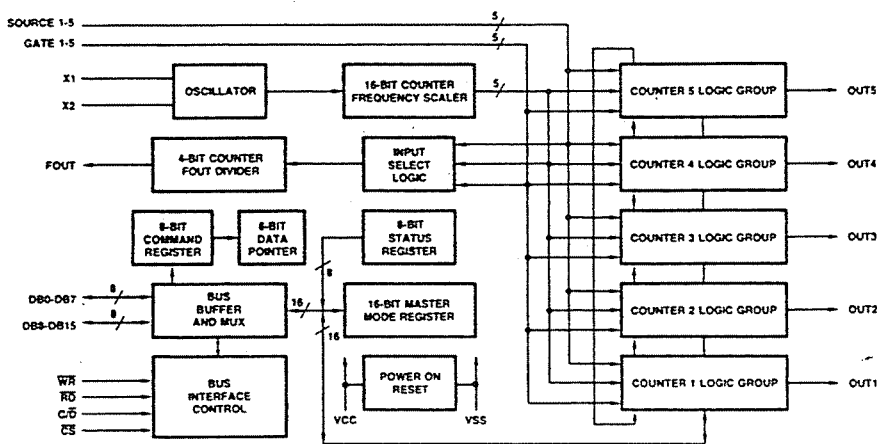 SOURCE 1-5
5
GATE 1-5
5
X1
X2
OSCILLATOR
16-BIT COUNTER
FREQUENCY SCALER
5
COUNTER 5 LOGIC GROUP
OUT5
FOUT
4-BIT COUNTER
FOUT DIVIDER
INPUT
SELECT
LOGIC
COUNTER 4 LOGIC GROUP
OUT4
8-BIT
COMMAND
REGISTER
6-BIT
DATA
POINTER
8-BIT
STATUS
REGISTER
COUNTER 3 LOGIC GROUP
OUT3
8
DB0-DB7
8
DB8-DB15
8
BUS
BUFFER
AND MUX
16
16-BIT MASTER
MODE REGISTER
16
COUNTER 2 LOGIC GROUP
OUT2
WR
RD
C/D
CS
BUS
INTERFACE
CONTROL
POWER ON
RESET
VCC
VSS
COUNTER 1 LOGIC GROUP
OUT1